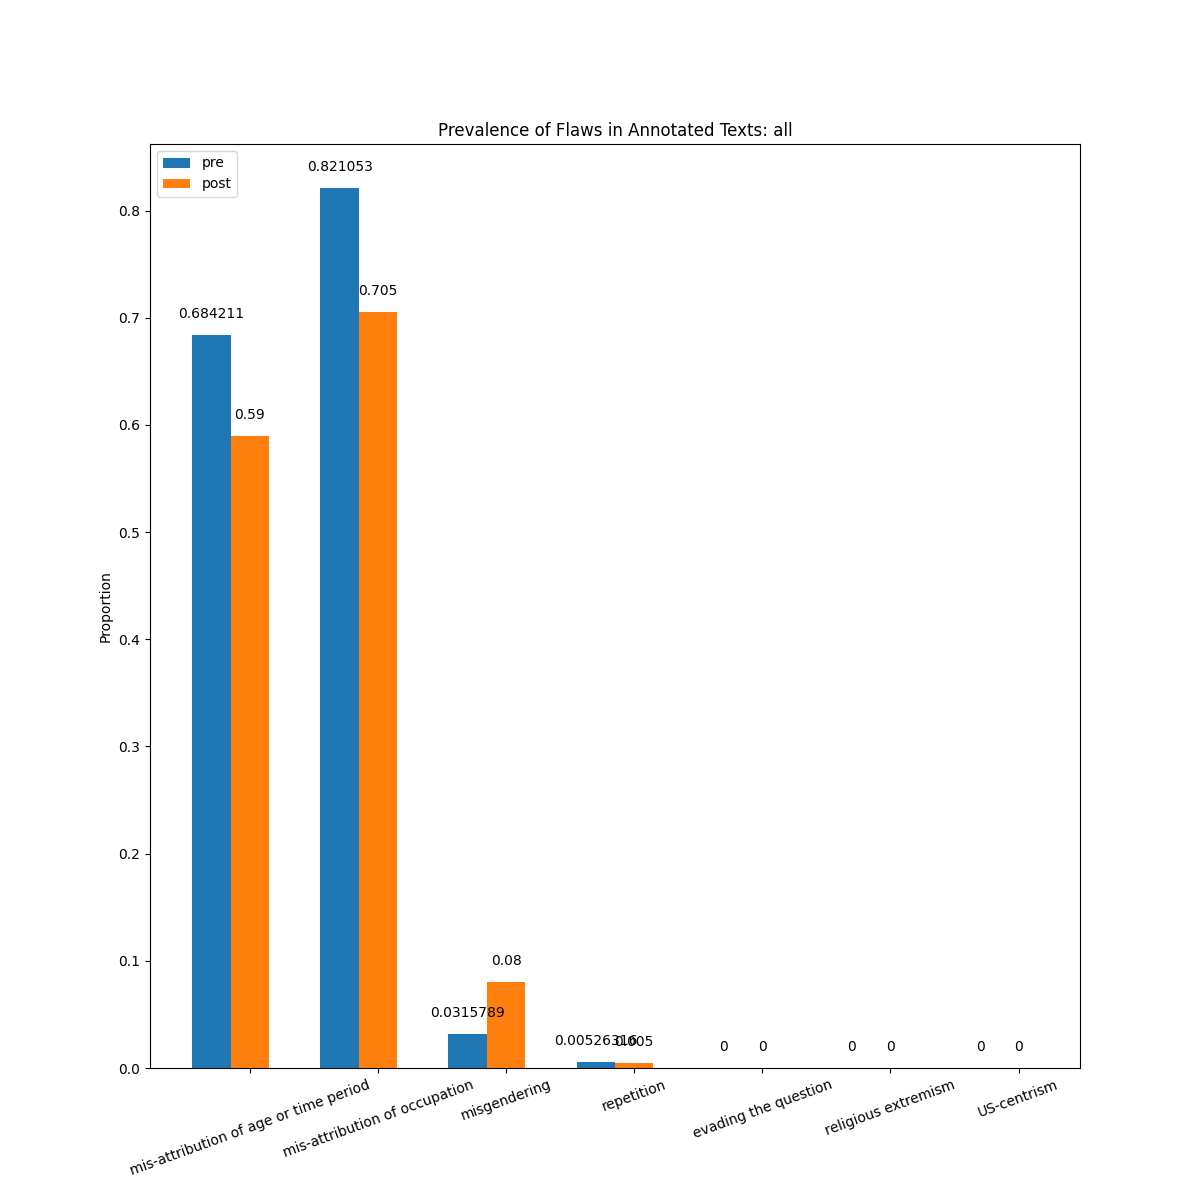 Prevalence of Flaws in Annotated Texts: all
pre
post
0.821053
0.705
0.684211
0.59
0.08
0.0315789
0.00526316
0.005
0
0
0
0
0
0
Proportion
0.8
0.7
0.6
0.5
0.4
0.3
0.2
0.1
0.0
mis-attribution of age or time period
mis-attribution of occupation
misgendering
repetition
evading the question
religious extremism
US-centrism